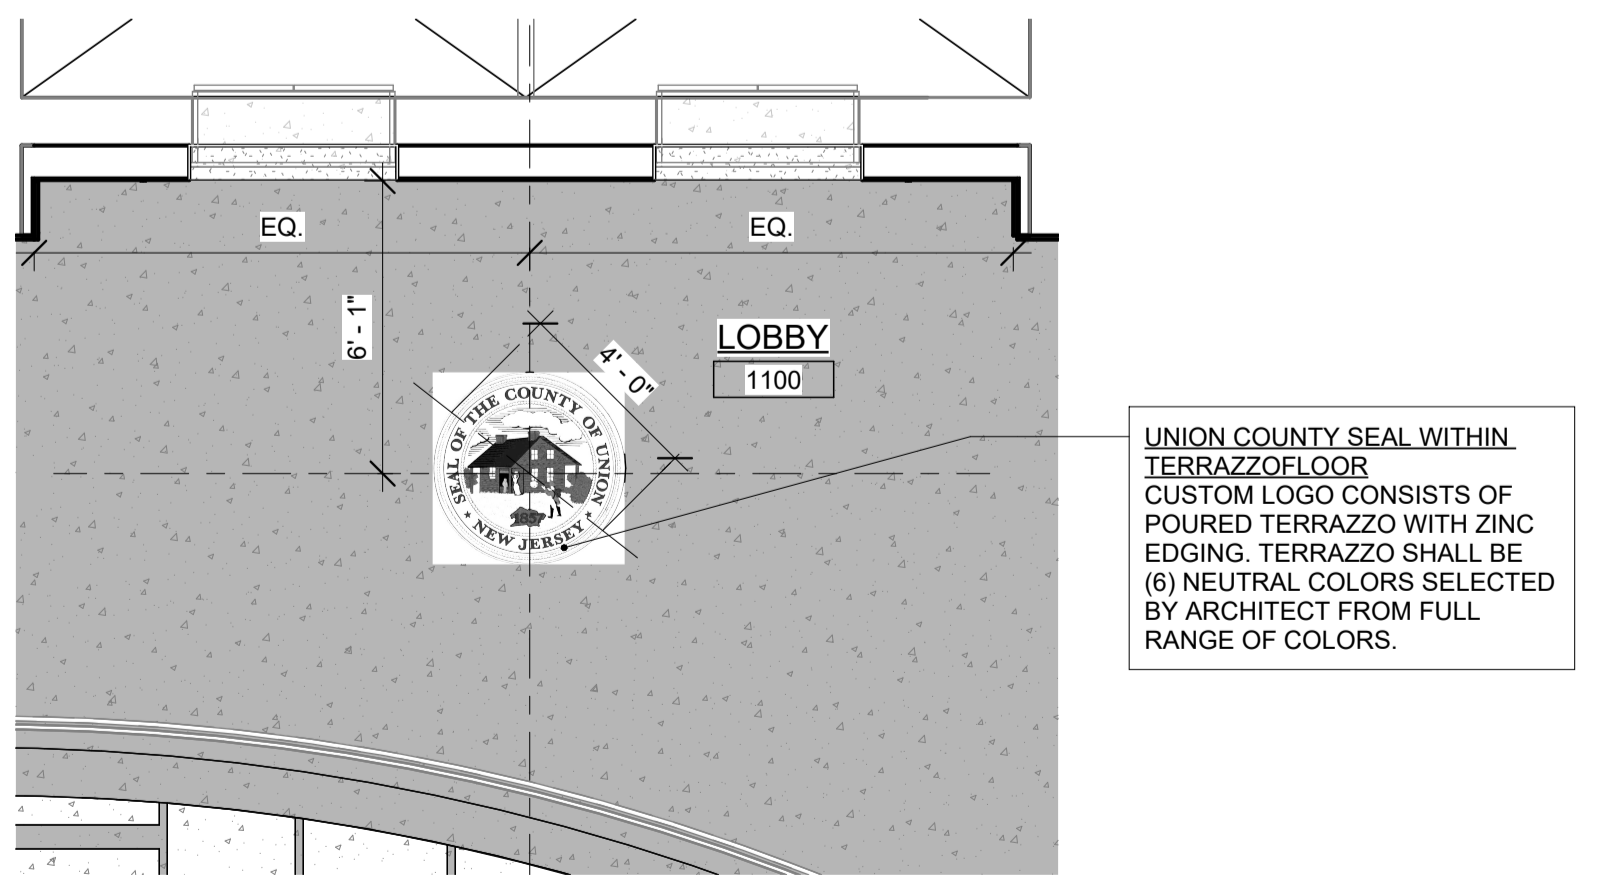 EQ.
EQ.
6' - 1"
4' - 0"
LOBBY
1100
SEAL OF THE COUNTY OF UNION
★ NEW JERSEY ★
1857
UNION COUNTY SEAL WITHIN
TERRAZZOFLOOR
CUSTOM LOGO CONSISTS OF
POURED TERRAZZO WITH ZINC
EDGING. TERRAZZO SHALL BE
(6) NEUTRAL COLORS SELECTED
BY ARCHITECT FROM FULL
RANGE OF COLORS.